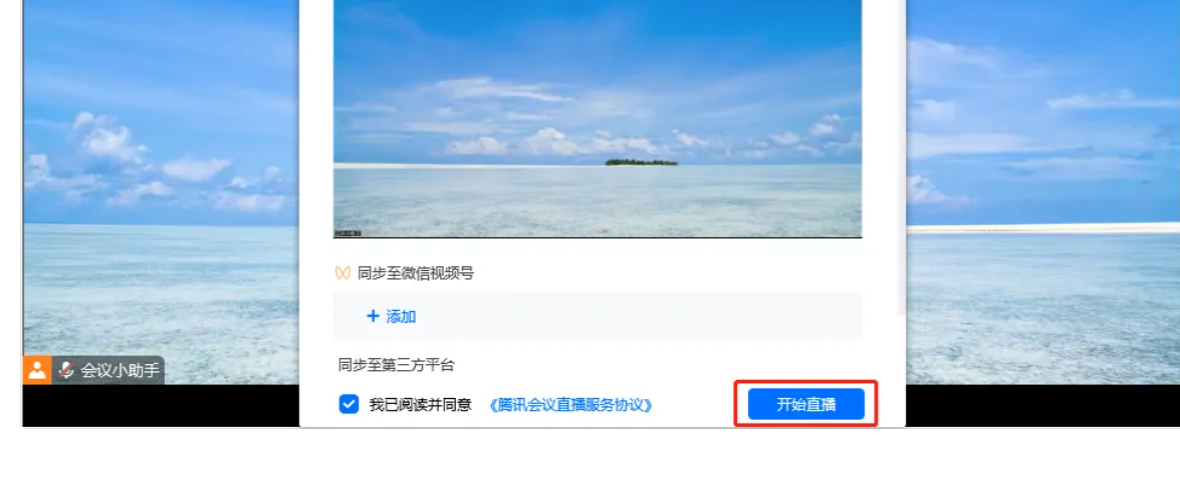 同步至微信视频号
+ 添加
同步至第三方平台
会议小助手
我已阅读并同意 《腾讯会议直播服务协议》
开始直播